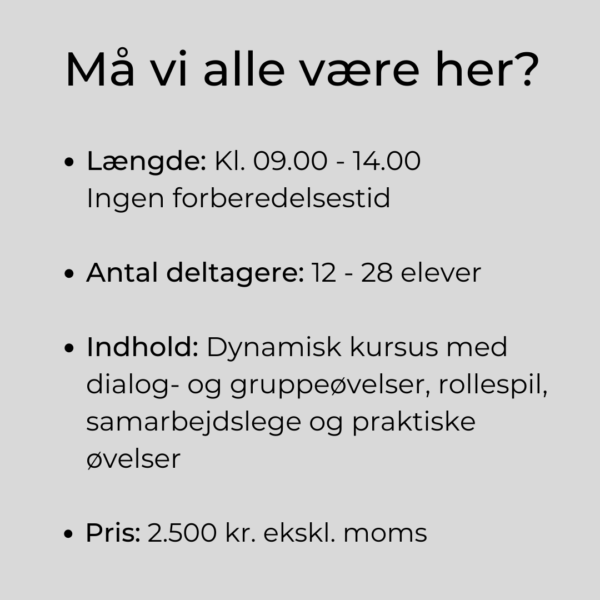 Må vi alle være her?
• Længde: Kl. 09.00 - 14.00
Ingen forberedelsestid
• Antal deltagere: 12 - 28 elever
• Indhold: Dynamisk kursus med
dialog- og gruppeøvelser, rollespil,
samarbejdslege og praktiske
øvelser
• Pris: 2.500 kr. ekskl. moms